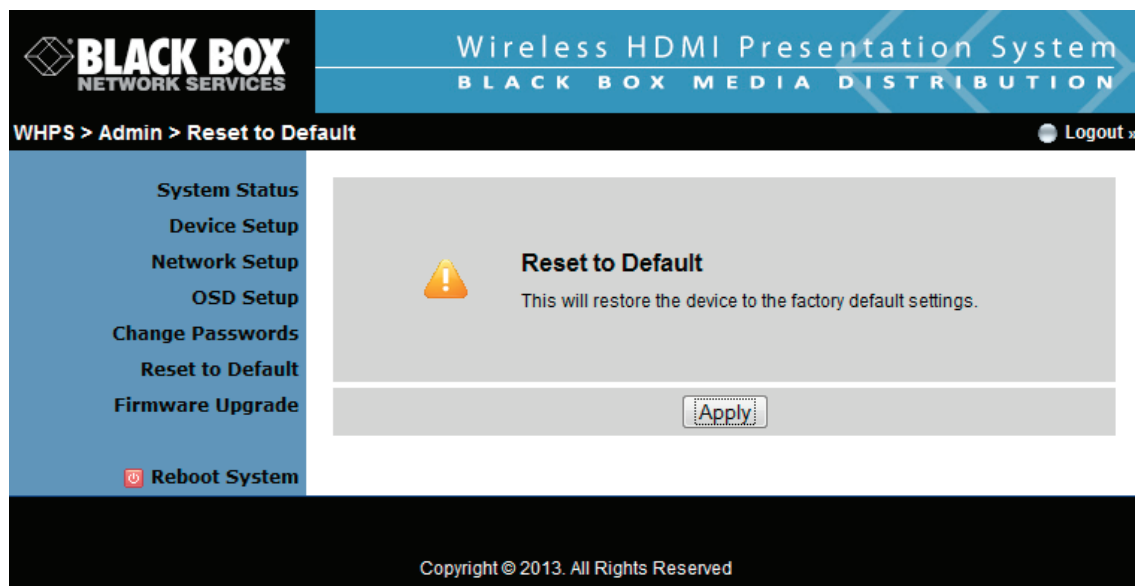 BLACK BOX
NETWORK SERVICES
Wireless HDMI Presentation System
BLACK BOX MEDIA DISTRIBUTION
WHPS > Admin > Reset to Default
Logout »
System Status
Device Setup
Network Setup
OSD Setup
Change Passwords
Reset to Default
Firmware Upgrade
Reboot System
Reset to Default
This will restore the device to the factory default settings.
Apply
Copyright © 2013. All Rights Reserved